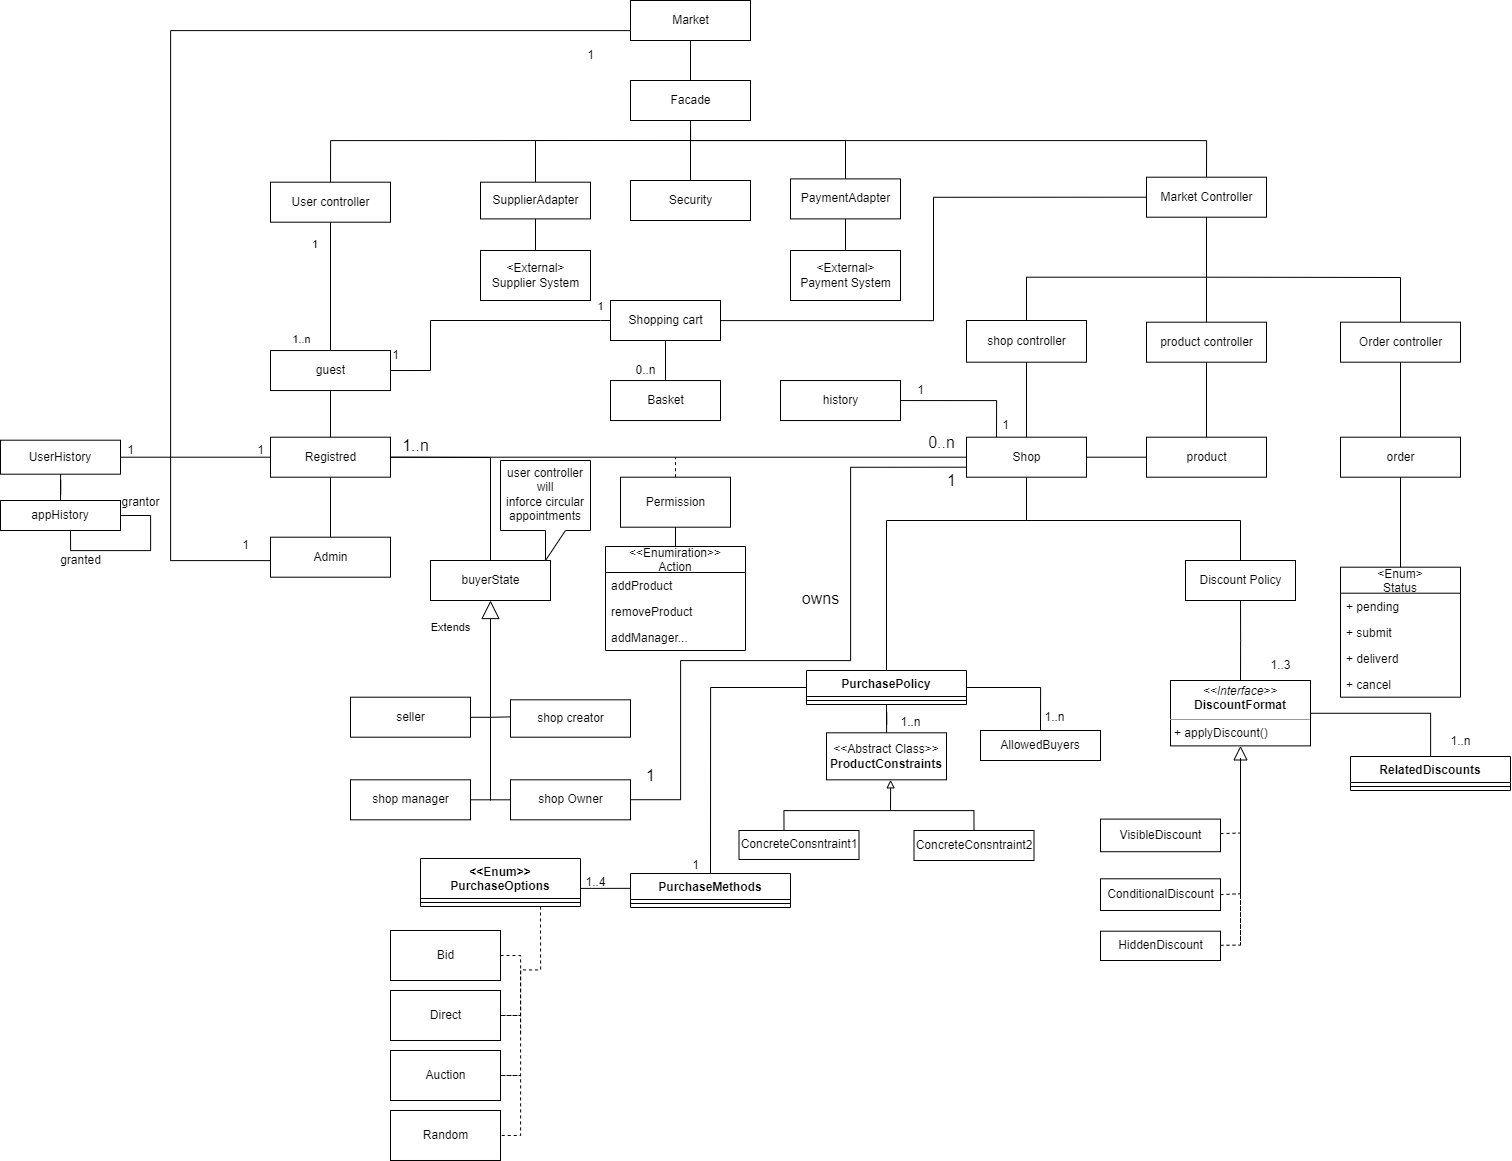 Market
1
Facade
User controller
SupplierAdapter
Security
PaymentAdapter
Market Controller
1
<External>
Supplier System
<External>
Payment System
1
Shopping cart
shop controller
product controller
Order controller
1..n
1
guest
0..n
Basket
history
1
1
UserHistory
1
1
Registred
1..n
0..n
Shop
1
product
order
user controller
will
inforce circular
appointments
Permission
grantor
appHistory
granted
1
Admin
buyerState
<<Enumiration>>
Action
addProduct
removeProduct
addManager...
Extends
owns
Discount Policy
<Enum>
Status
+ pending
+ submit
+ deliverd
+ cancel
1..3
PurchasePolicy
<<Interface>>
DiscountFormat
+ applyDiscount()
seller
shop creator
1..n
1..n
AllowedBuyers
<<Abstract Class>>
ProductConstraints
1..n
RelatedDiscounts
shop manager
shop Owner
1
ConcreteConsntraint1
ConcreteConsntraint2
VisibleDiscount
ConditionalDiscount
HiddenDiscount
<<Enum>>
PurchaseOptions
1..4
1
PurchaseMethods
Bid
Direct
Auction
Random